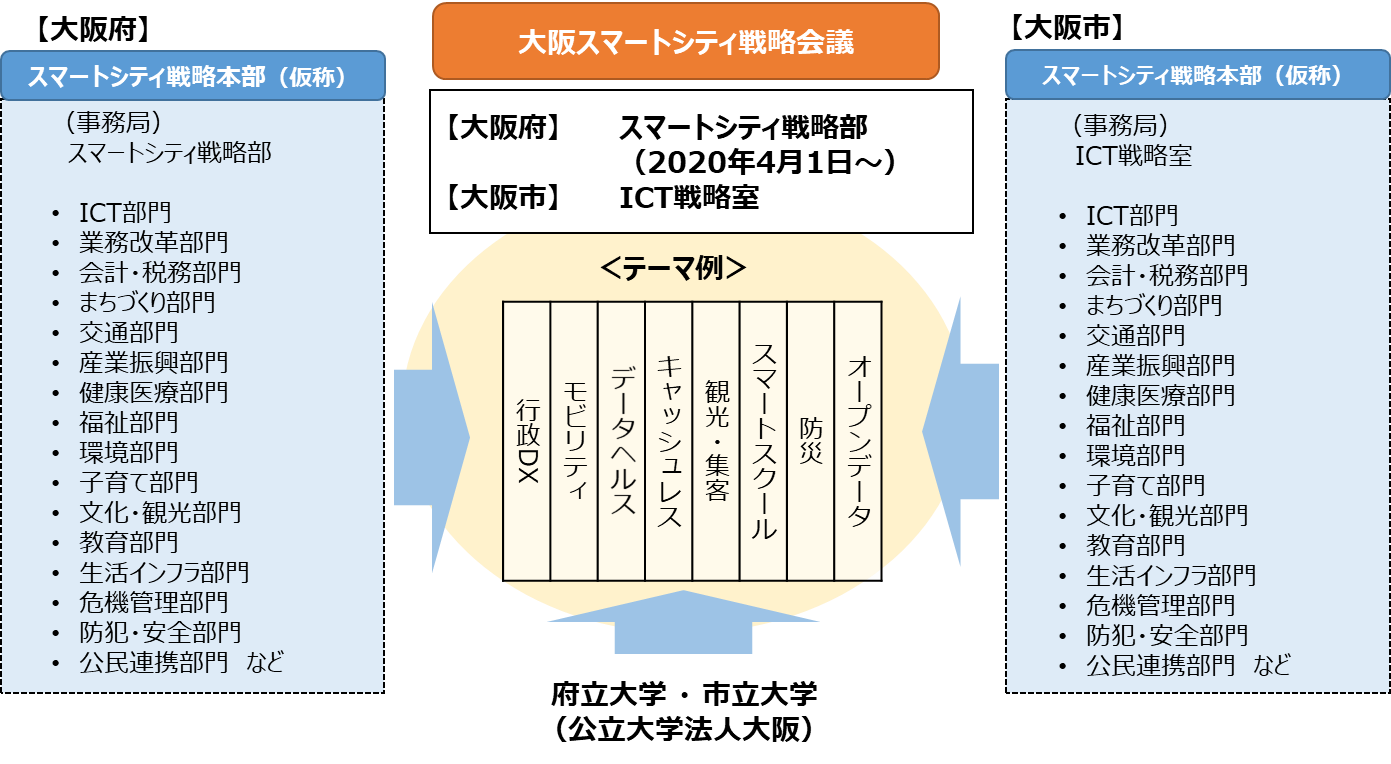 【大阪府】
スマートシティ戦略本部（仮称）
（事務局）
スマートシティ戦略部
• ICT部門
• 業務改革部門
• 会計・税務部門
• まちづくり部門
• 交通部門
• 産業振興部門
• 健康医療部門
• 福祉部門
• 環境部門
• 子育て部門
• 文化・観光部門
• 教育部門
• 生活インフラ部門
• 危機管理部門
• 防犯・安全部門
• 公民連携部門　など
大阪スマートシティ戦略会議
【大阪府】　　スマートシティ戦略部
（2020年4月1日～）
【大阪市】　　ICT戦略室
＜テーマ例＞
行政DX
モビリティ
データヘルス
キャッシュレス
観光・集客
スマートスクール
防災
オープンデータ
府立大学・市立大学
（公立大学法人大阪）
【大阪市】
スマートシティ戦略本部（仮称）
（事務局）
ICT戦略室
• ICT部門
• 業務改革部門
• 会計・税務部門
• まちづくり部門
• 交通部門
• 産業振興部門
• 健康医療部門
• 福祉部門
• 環境部門
• 子育て部門
• 文化・観光部門
• 教育部門
• 生活インフラ部門
• 危機管理部門
• 防犯・安全部門
• 公民連携部門　など